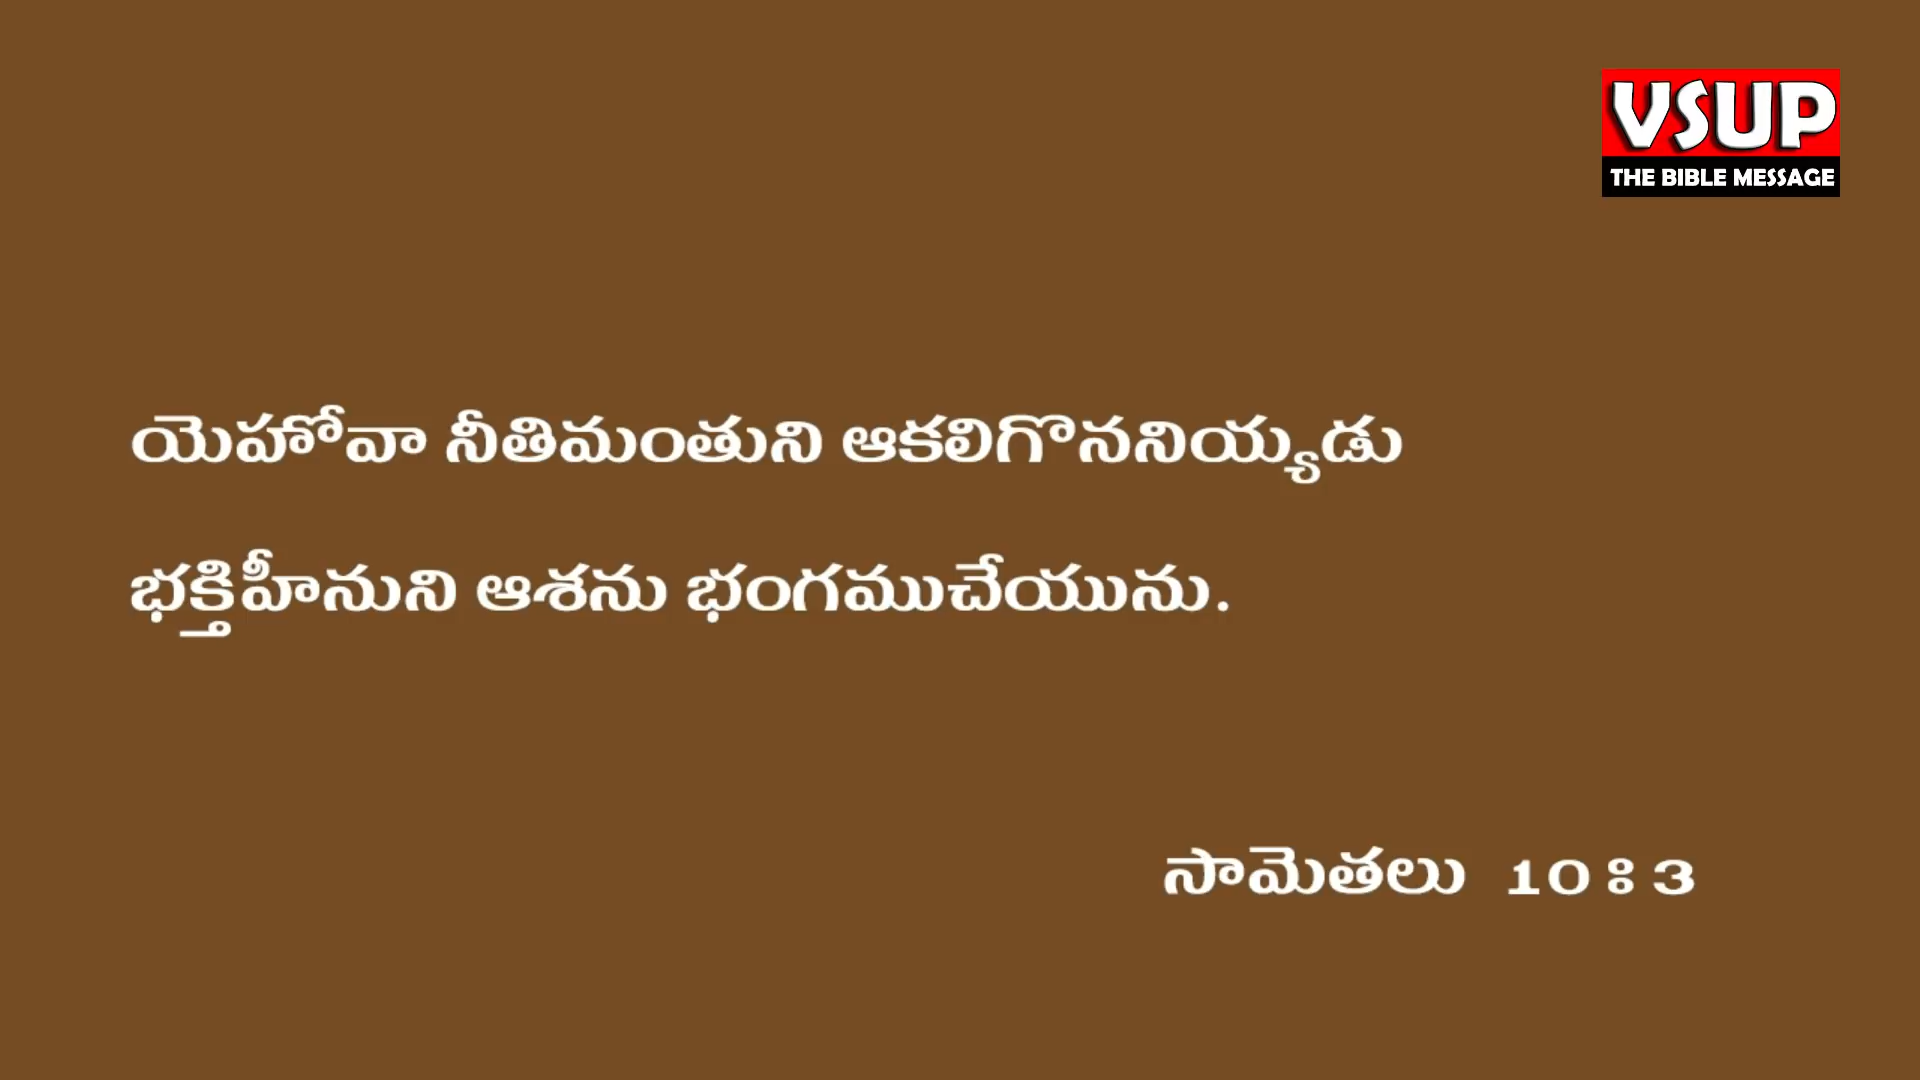 VSUP
THE BIBLE MESSAGE
యెహోవా నీతిమంతుని ఆకలిగొననియ్యడు
భక్తిహీనుని ఆశను భంగముచేయును.
సామెతలు 10:3